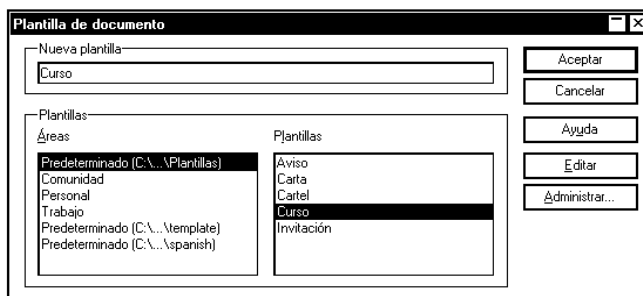 Plantilla de documento
Nueva plantilla
Curso
Aceptar
Cancelar
Ayuda
Editar
Administrar...
Plantillas
Áreas
Predeterminado (C:\...\Plantillas)
Comunidad
Personal
Trabajo
Predeterminado (C:\...\template)
Predeterminado (C:\...\spanish)
Plantillas
Aviso
Carta
Cartel
Curso
Invitación